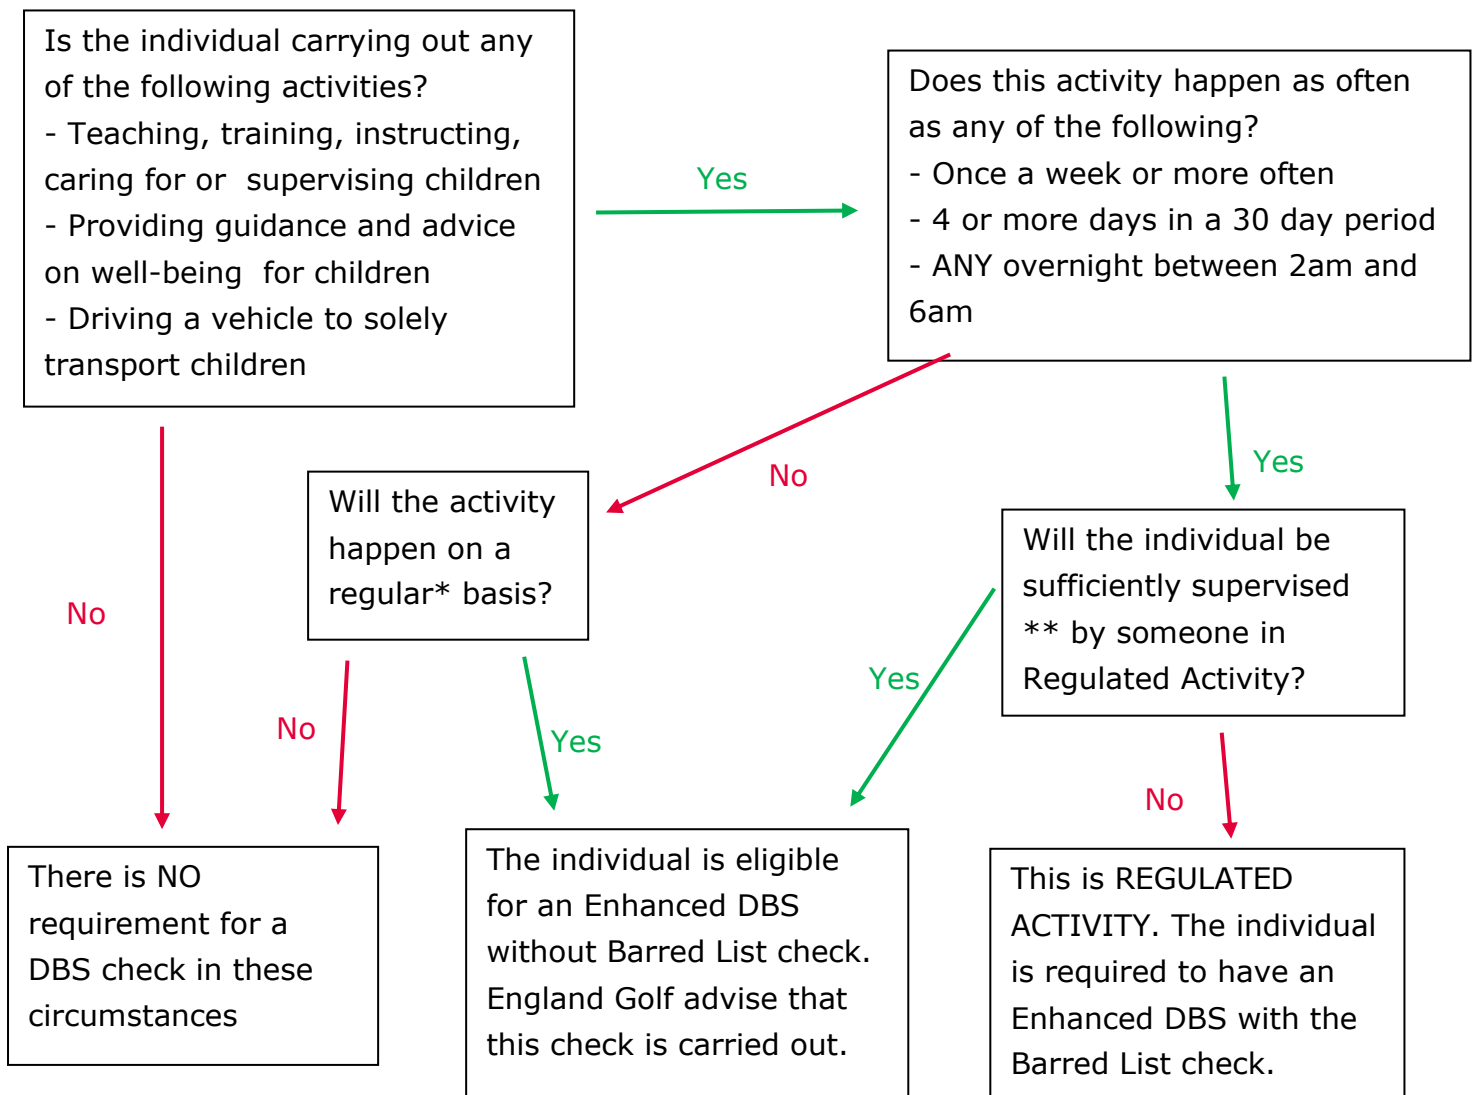 Is the individual carrying out any
of the following activities?
- Teaching, training, instructing,
caring for or  supervising children
- Providing guidance and advice
on well-being  for children
- Driving a vehicle to solely
transport children
Yes
Does this activity happen as often
as any of the following?
- Once a week or more often
- 4 or more days in a 30 day period
- ANY overnight between 2am and
6am
No
Yes
Will the activity
happen on a
regular* basis?
Will the individual be
sufficiently supervised
** by someone in
Regulated Activity?
No
No
Yes
Yes
No
There is NO
requirement for a
DBS check in these
circumstances
The individual is eligible
for an Enhanced DBS
without Barred List check.
England Golf advise that
this check is carried out.
This is REGULATED
ACTIVITY. The individual
is required to have an
Enhanced DBS with the
Barred List check.